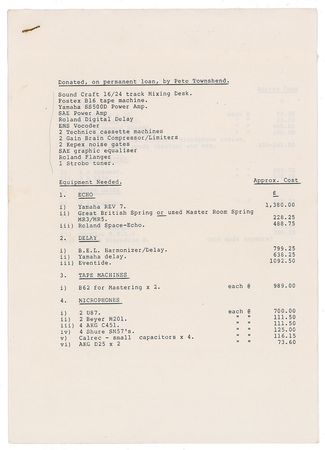 Donated, on permanent loan, by Pete Townshend.
Sound Craft 16/24 track Mixing Desk.
Fostex B16 tape machine.
Yamaha SS500D Power Amp.
SAE Power Amp
Roland Digital Delay
EMS Vocoder
2 Technics cassette machines
2 Gain Brain Compressor/Limiters
2 Kepex noise gates
SAE graphic equaliser
Roland Flanger
1 Strobo tuner.
Equipment Needed. Approx. Cost
1. ECHO £
i) Yamaha REV 7. 1,380.00
ii) Great British Spring or used Master Room Spring
MR3/MR5. 228.25
iii) Roland Space-Echo. 488.75
2. DELAY
i) B.E.L. Harmonizer/Delay. 799.25
ii) Yamaha delay. 638.25
iii) Eventide. 1092.50
3. TAPE MACHINES
i) B62 for Mastering x 2. each @ 989.00
4. MICROPHONES
i) 2 U87. each @ 700.00
ii) 2 Beyer M201. " " 111.50
iii) 4 AKG C451. " " 111.50
iv) 4 Shure SM57's. " " 125.00
v) Calrec - small capacitors x 4. " " 116.15
vi) AKG D25 x 2 " " 73.60